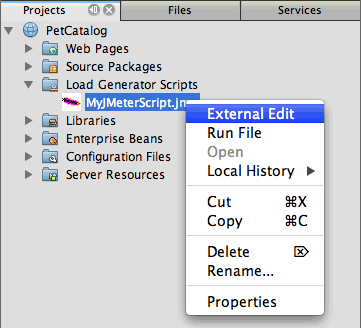 Projects
Files
Services
PetCatalog
Web Pages
Source Packages
Load Generator Scripts
MyJMeterScript.jm
External Edit
Run File
Open
Local History
Cut ⌘X
Copy ⌘C
Delete ⌦
Rename...
Properties
Libraries
Enterprise Beans
Configuration Files
Server Resources